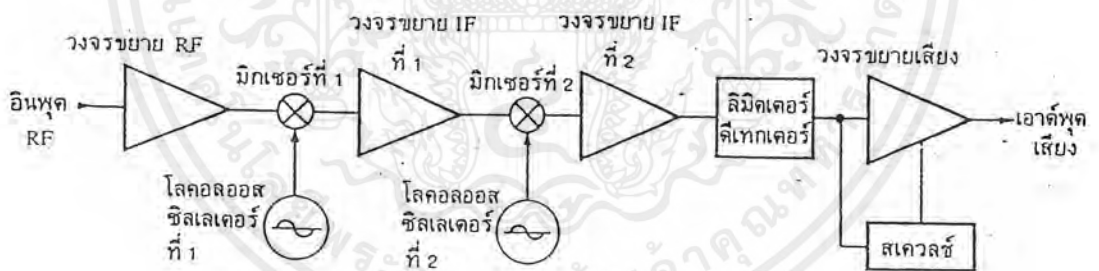 วงจรขยาย RF
วงจรขยาย IF
ที่ 1
วงจรขยาย IF
ที่ 2
วงจรขยายเสียง
มิกเซอร์ที่ 1
มิกเซอร์ที่ 2
อินพุต
RF
ลิมิตเตอร์
ดีเทกเตอร์
เอาต์พุต
เสียง
โลคอลออส
ซิลเลเตอร์
ที่ 1
โลคอลออส
ซิลเลเตอร์
ที่ 2
สเควลช์